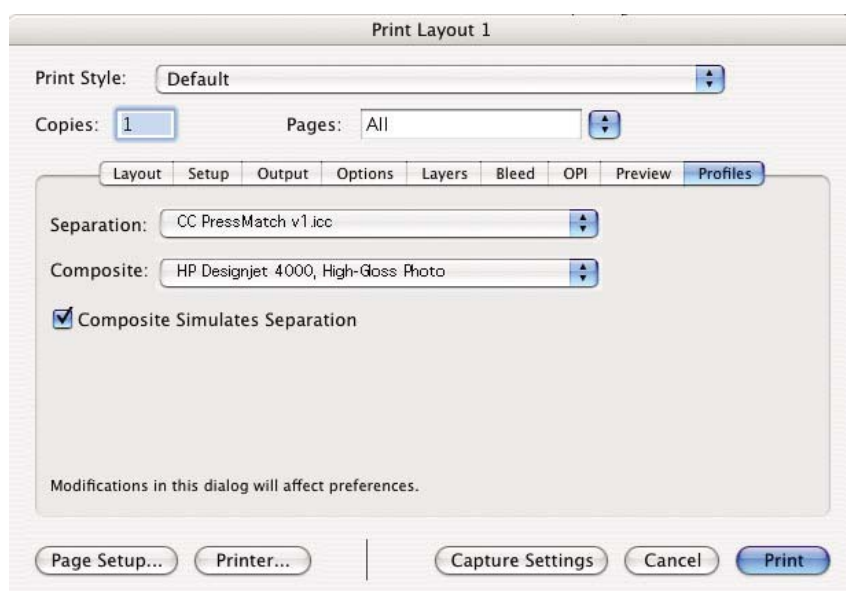 Print Layout 1
Print Style: Default
Copies: 1 Pages: All
Layout Setup Output Options Layers Bleed OPI Preview Profiles
Separation: CC PressMatch v1.icc
Composite: HP Designjet 4000, High-Gloss Photo
Composite Simulates Separation
Modifications in this dialog will affect preferences.
Page Setup... Printer... Capture Settings Cancel Print